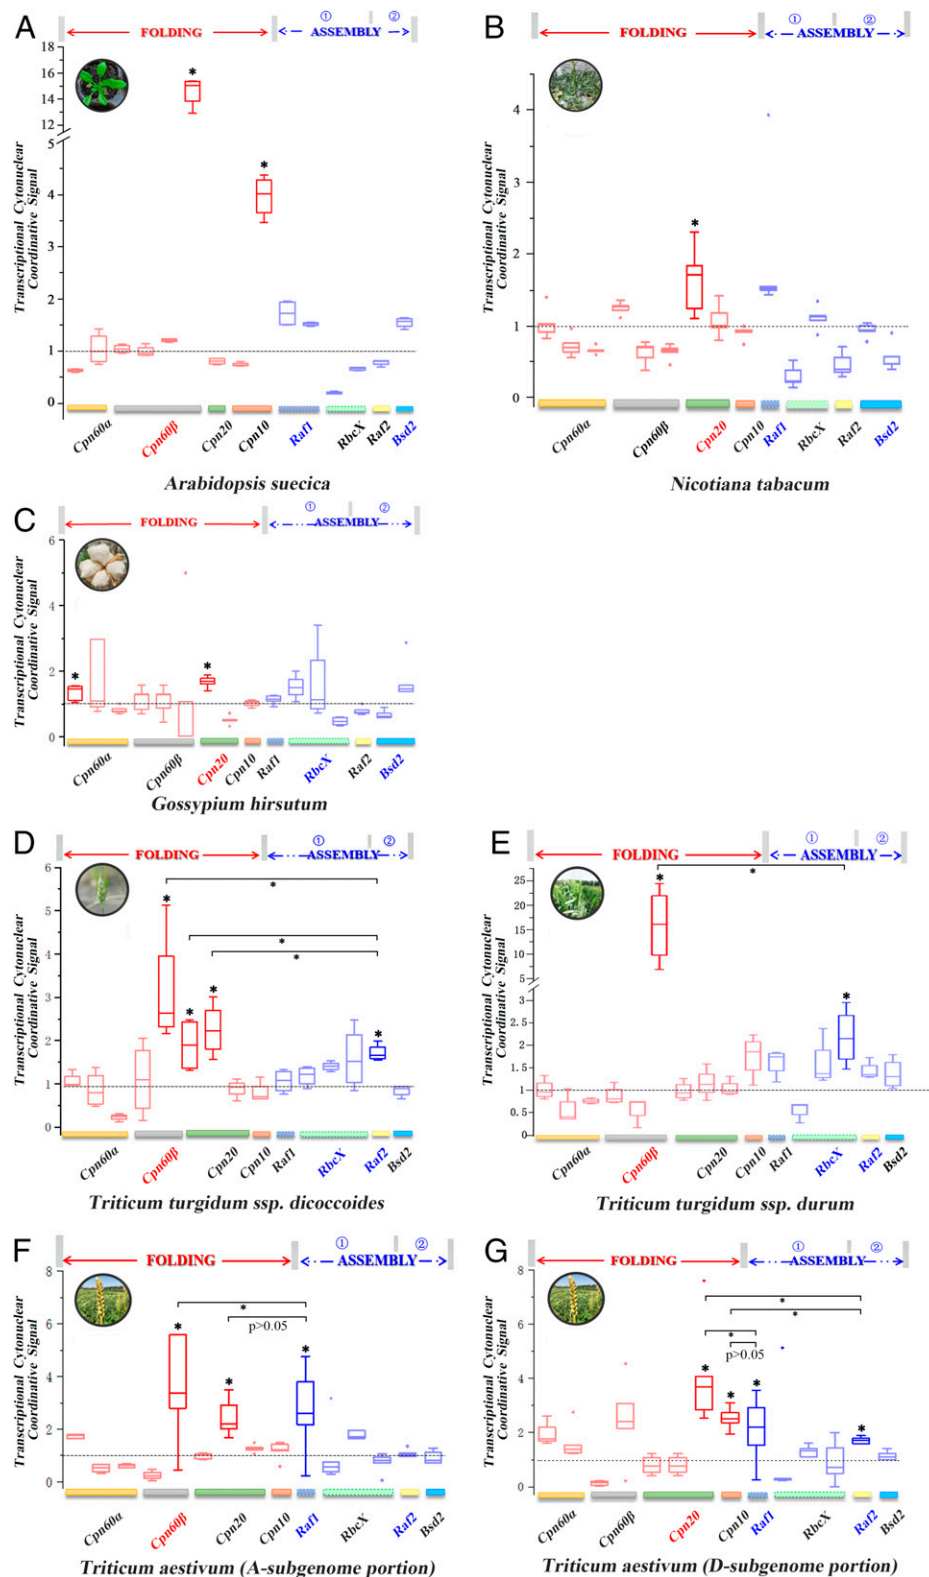 A
FOLDING
①
②
ASSEMBLY
Transcriptional Cytonuclear
Coordinative Signal
18
16
14
12
5
4
2
1
0
*
*
Cpn60α
Cpn60β
Cpn20
Cpn10
Raf1
RbcX
Raf2
Bsd2
Arabidopsis suecica
B
FOLDING
①
②
ASSEMBLY
Transcriptional Cytonuclear
Coordinative Signal
4
2
1
0
*
Cpn60α
Cpn60β
Cpn20
Cpn10
Raf1
RbcX
Raf2
Bsd2
Nicotiana tabacum
C
FOLDING
①
②
ASSEMBLY
Transcriptional Cytonuclear
Coordinative Signal
6
4
2
1
0
*
*
Cpn60α
Cpn60β
Cpn20
Cpn10
Raf1
RbcX
Raf2
Bsd2
Gossypium hirsutum
D
FOLDING
①
②
ASSEMBLY
Transcriptional Cytonuclear
Coordinative Signal
6
5
4
3
2
1
0
*
*
*
*
*
*
*
Cpn60α
Cpn60β
Cpn20
Cpn10
Raf1
RbcX
Raf2
Bsd2
Triticum turgidum ssp. dicoccoides
E
FOLDING
①
②
ASSEMBLY
Transcriptional Cytonuclear
Coordinative Signal
25
20
15
10
5
3
2.5
2
1.5
1
0.5
0
*
*
*
Cpn60α
Cpn60β
Cpn20
Cpn10
Raf1
RbcX
Raf2
Bsd2
Triticum turgidum ssp. durum
F
FOLDING
①
②
ASSEMBLY
Transcriptional Cytonuclear
Coordinative Signal
8
6
4
2
1
0
*
p>0.05
*
*
*
Cpn60α
Cpn60β
Cpn20
Cpn10
Raf1
RbcX
Raf2
Bsd2
Triticum aestivum (A-subgenome portion)
G
FOLDING
①
②
ASSEMBLY
Transcriptional Cytonuclear
Coordinative Signal
8
6
4
2
1
0
*
*
*
p>0.05
*
*
*
*
Cpn60α
Cpn60β
Cpn20
Cpn10
Raf1
RbcX
Raf2
Bsd2
Triticum aestivum (D-subgenome portion)